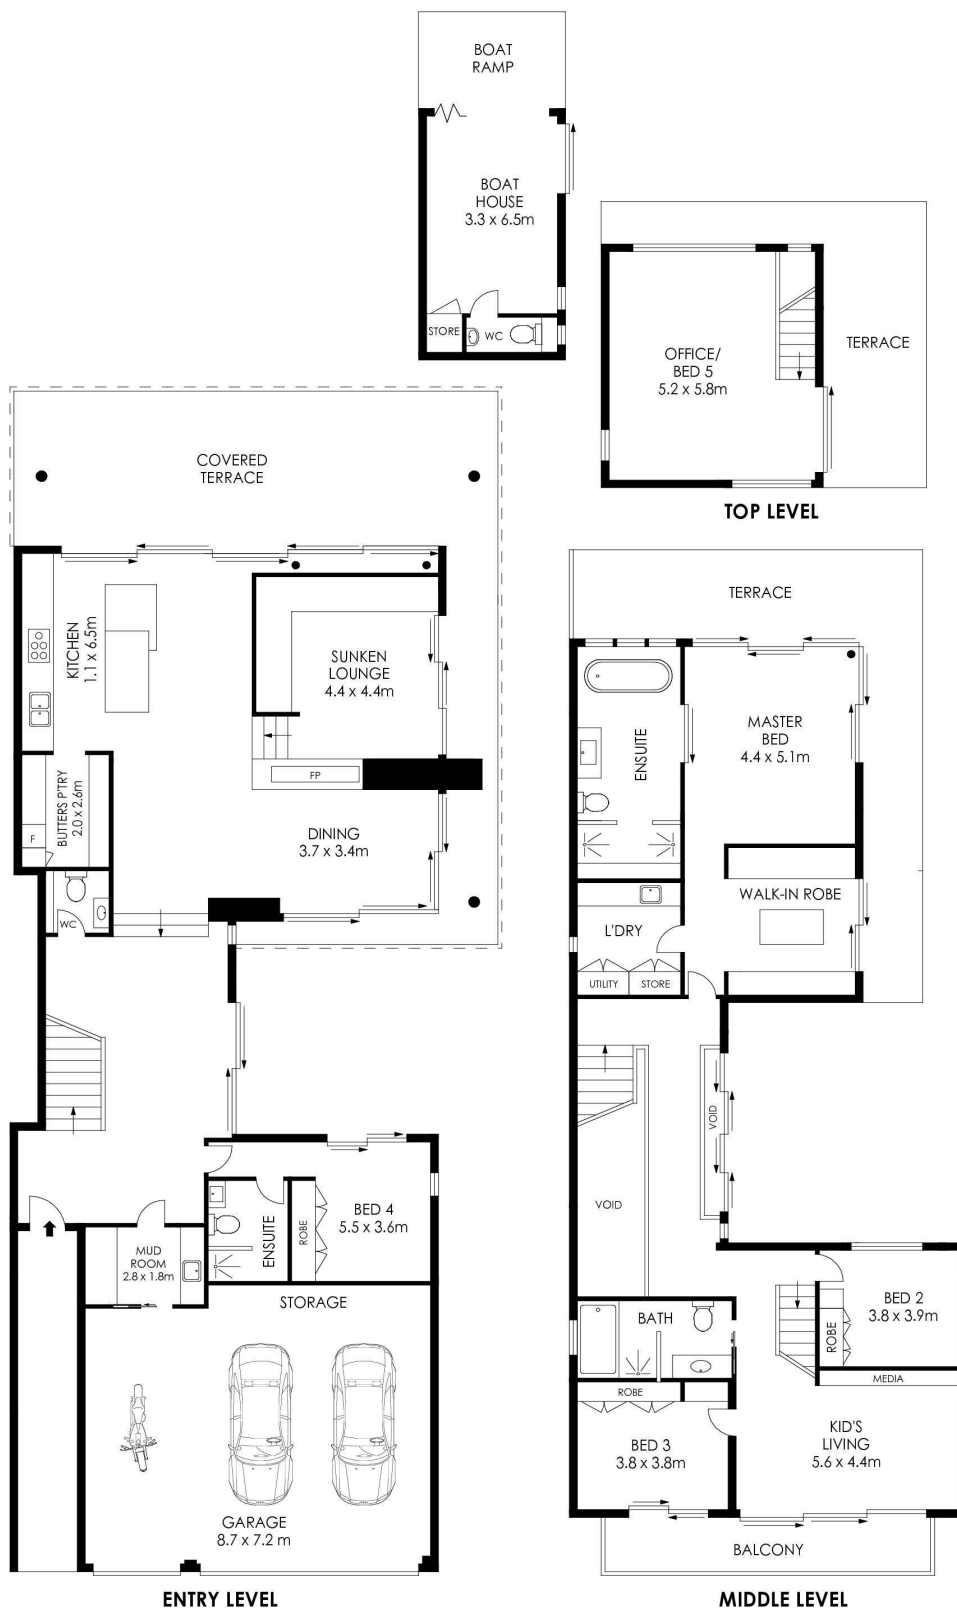 BOAT
RAMP
BOAT
HOUSE
3.3 x 6.5m
STORE
WC
OFFICE/
BED 5
5.2 x 5.8m
TERRACE
TOP LEVEL
COVERED
TERRACE
KITCHEN
1.1 x 6.5m
SUNKEN
LOUNGE
4.4 x 4.4m
FP
BUTTERS P'TRY
2.0 x 2.6m
F
DINING
3.7 x 3.4m
WC
BED 4
5.5 x 3.6m
ENSUITE
ROBE
MUD
ROOM
2.8 x 1.8m
STORAGE
GARAGE
8.7 x 7.2 m
ENTRY LEVEL
TERRACE
ENSUITE
MASTER
BED
4.4 x 5.1m
WALK-IN ROBE
L'DRY
UTILITY
STORE
VOID
VOID
BED 2
3.8 x 3.9m
ROBE
BATH
MEDIA
ROBE
BED 3
3.8 x 3.8m
KID'S
LIVING
5.6 x 4.4m
BALCONY
MIDDLE LEVEL